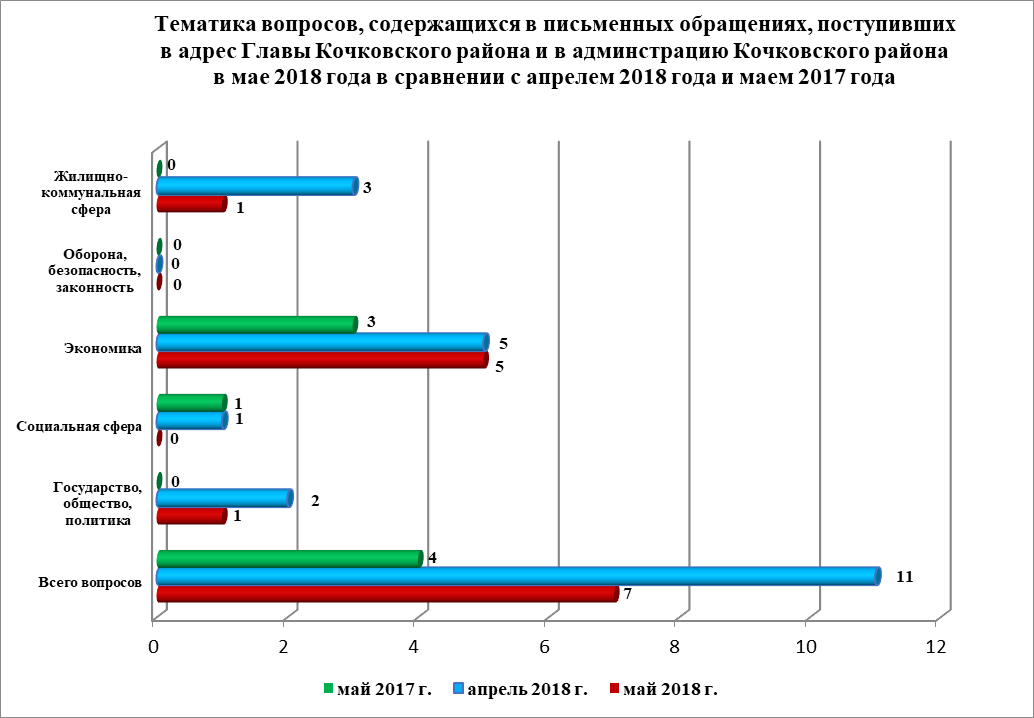 Тематика вопросов, содержащихся в письменных обращениях, поступивших
в адрес Главы Кочковского района и в админстрацию Кочковского района
в мае 2018 года в сравнении с апрелем 2018 года и маем 2017 года
Жилищно-
коммунальная
сфера
0
3
1
Оборона,
безопасность,
законность
0
0
0
Экономика
3
5
5
Социальная сфера
1
1
0
Государство,
общество,
политика
0
2
1
Всего вопросов
4
11
7
0 2 4 6 8 10 12
май 2017 г. апрель 2018 г. май 2018 г.